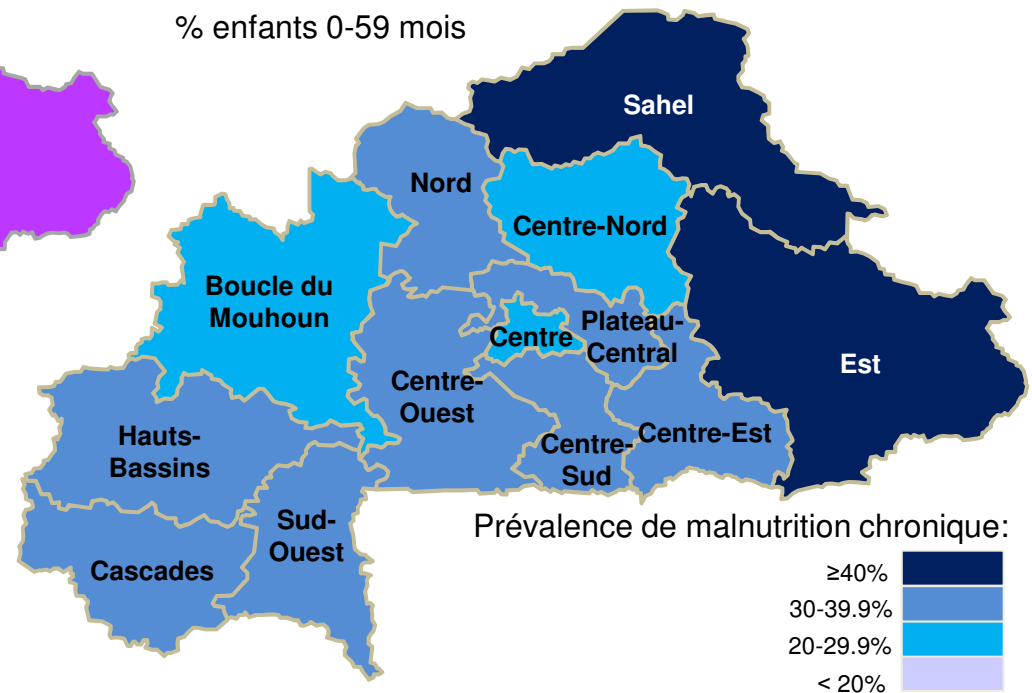 % enfants 0-59 mois
Sahel
Nord
Centre-Nord
Boucle du
Mouhoun
Centre
Plateau-
Central
Est
Centre-
Ouest
Hauts-
Bassins
Centre-
Sud
Centre-Est
Sud-
Ouest
Cascades
Prévalence de malnutrition chronique:
≥40%
30-39.9%
20-29.9%
< 20%